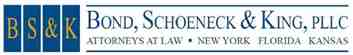 BS&K BOND, SCHOENECK & KING, PLLC
ATTORNEYS AT LAW • NEW YORK FLORIDA KANSAS